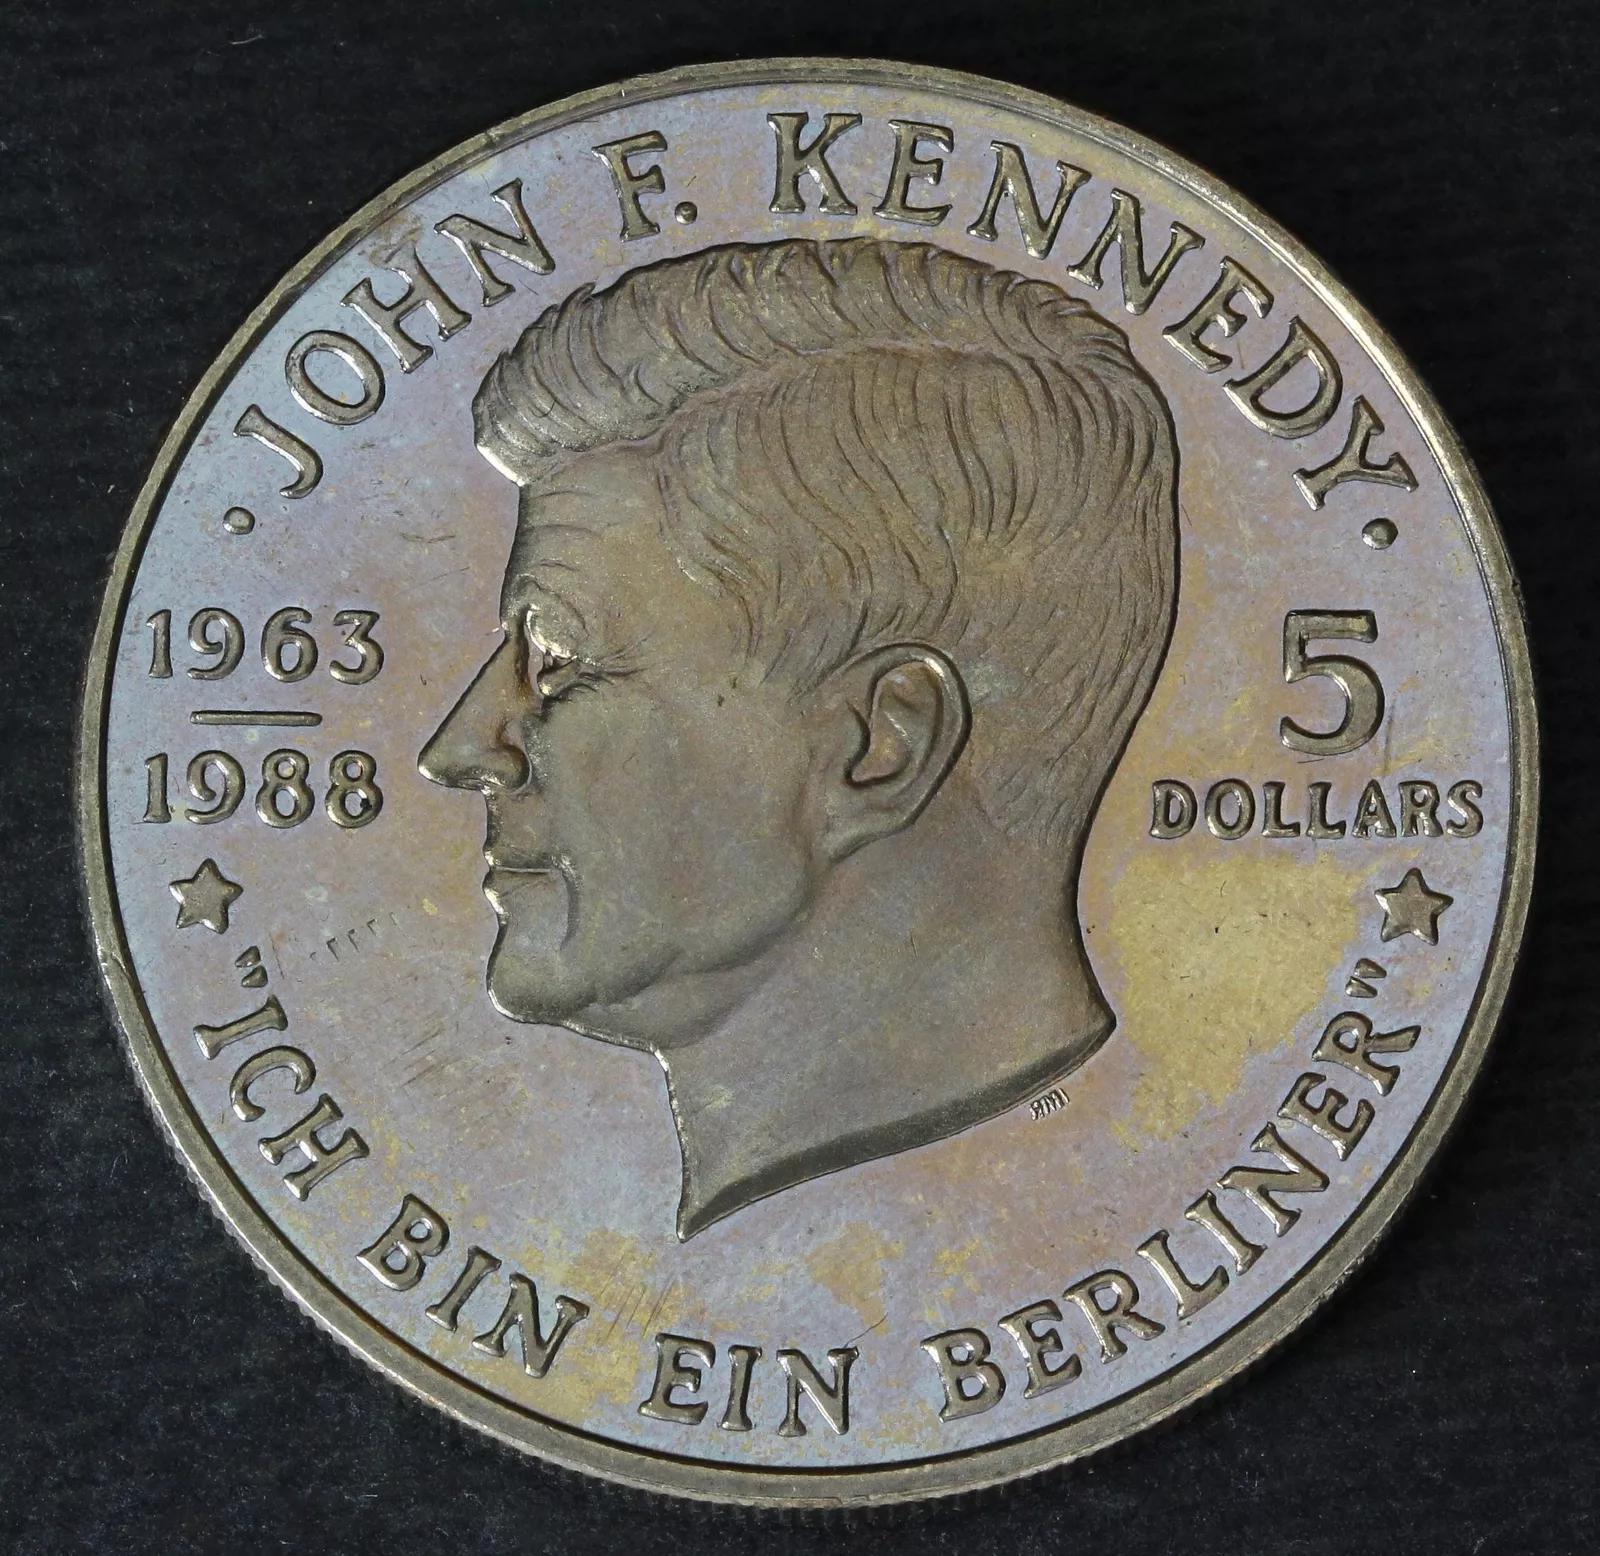 · JOHN F. KENNEDY ·
1963
1988
5
DOLLARS
"ICH BIN EIN BERLINER"